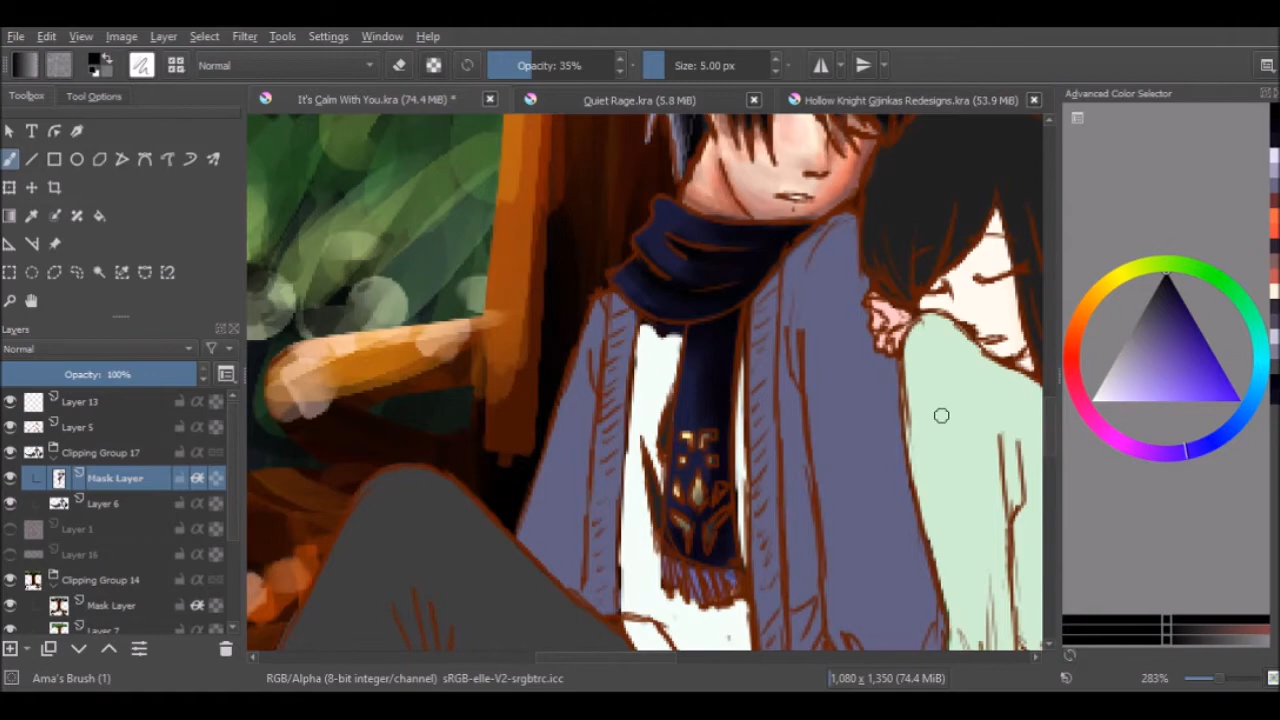 File Edit View Image Layer Select Filter Tools Settings Window Help
Normal Opacity: 35% Size: 5.00 px
Toolbox Tool Options It's Calm With You.kra (74.4 MiB) * Quiet Rage.kra (5.8 MiB) Hollow Knight Gijinkas Redesigns.kra (53.9 MiB) Advanced Color Selector
Layers
Normal
Opacity: 100%
Layer 13
Layer 5
Clipping Group 17
Mask Layer
Layer 6
Layer 1
Layer 16
Clipping Group 14
Mask Layer
Layer 7
Ama's Brush (1) RGB/Alpha (8-bit integer/channel) sRGB-elle-V2-srgbtrc.icc 1,080 x 1,350 (74.4 MiB) 283%